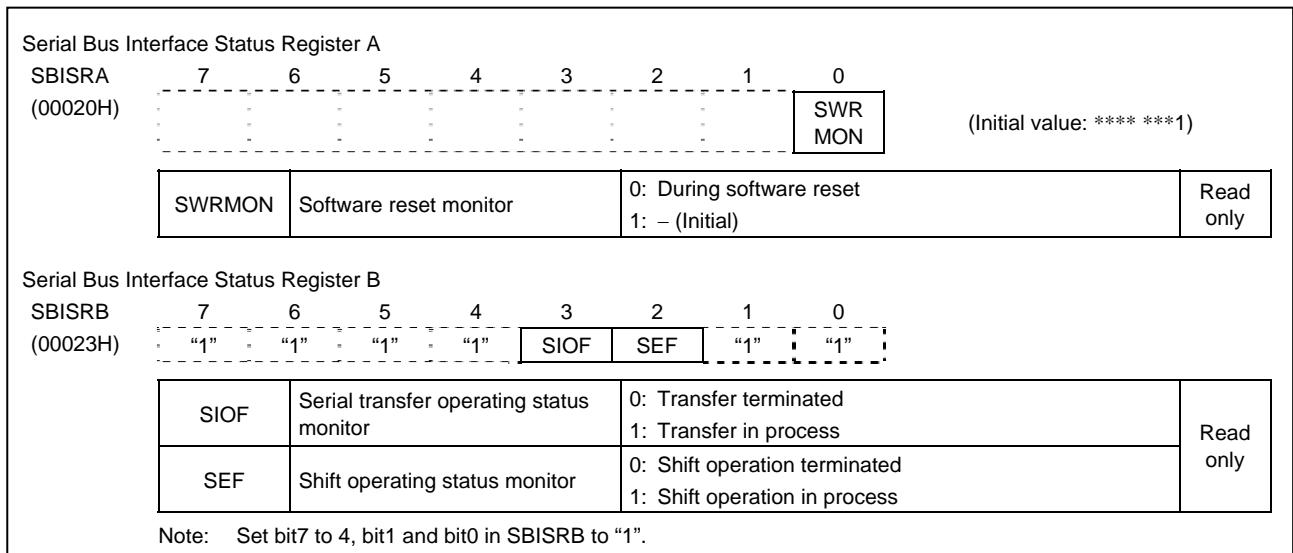 Serial Bus Interface Status Register A
SBISRA 7 6 5 4 3 2 1 0
(00020H) SWR MON (Initial value: **** ***1)
SWRMON Software reset monitor 0: During software reset Read only
1: – (Initial)
Serial Bus Interface Status Register B
SBISRB 7 6 5 4 3 2 1 0
(00023H) “1” “1” “1” “1” SIOF SEF “1” “1”
SIOF Serial transfer operating status monitor 0: Transfer terminated
1: Transfer in process
Read only
SEF Shift operating status monitor 0: Shift operation terminated
1: Shift operation in process
Note: Set bit7 to 4, bit1 and bit0 in SBISRB to “1”.